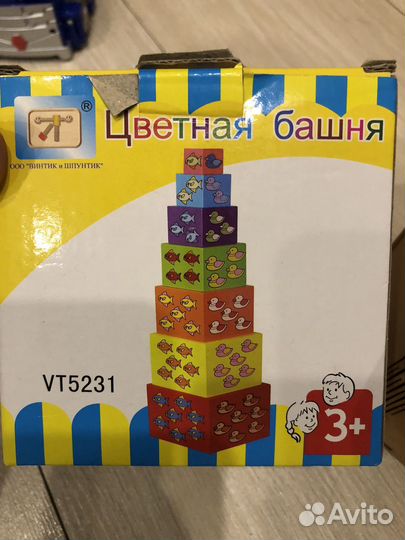 ®
Цветная башня
ООО "ВИНТИК и ШПУНТИК"
VT5231
3+
Avito